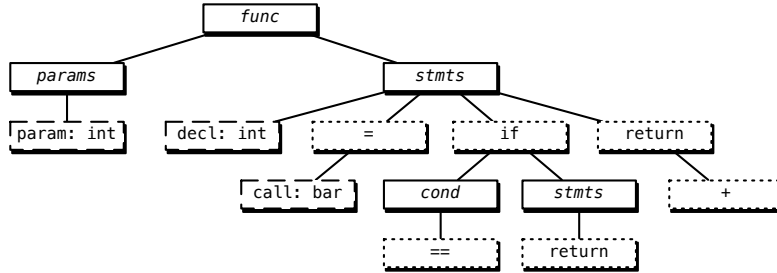 func
params
stmts
param: int
decl: int
=
if
return
call: bar
cond
stmts
+
==
return